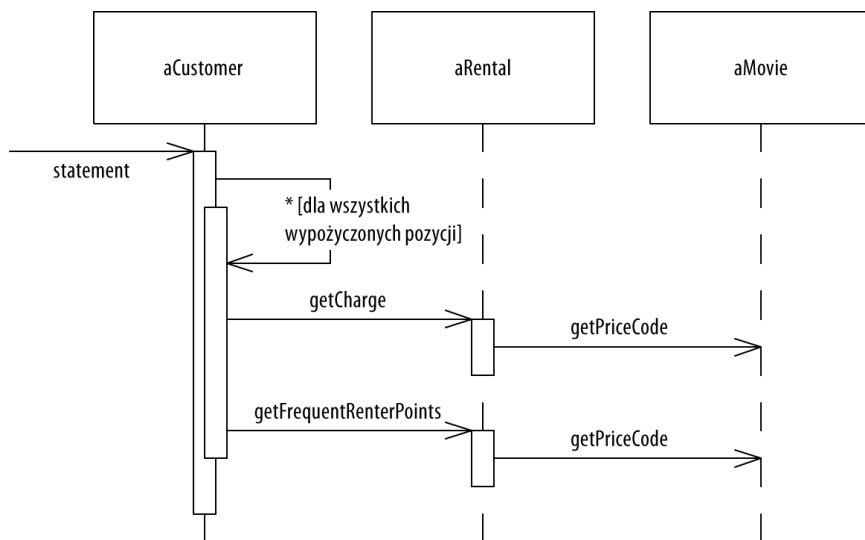 aCustomer
aRental
aMovie
statement
* [dla wszystkich
wypożyczonych pozycji]
getCharge
getPriceCode
getFrequentRenterPoints
getPriceCode